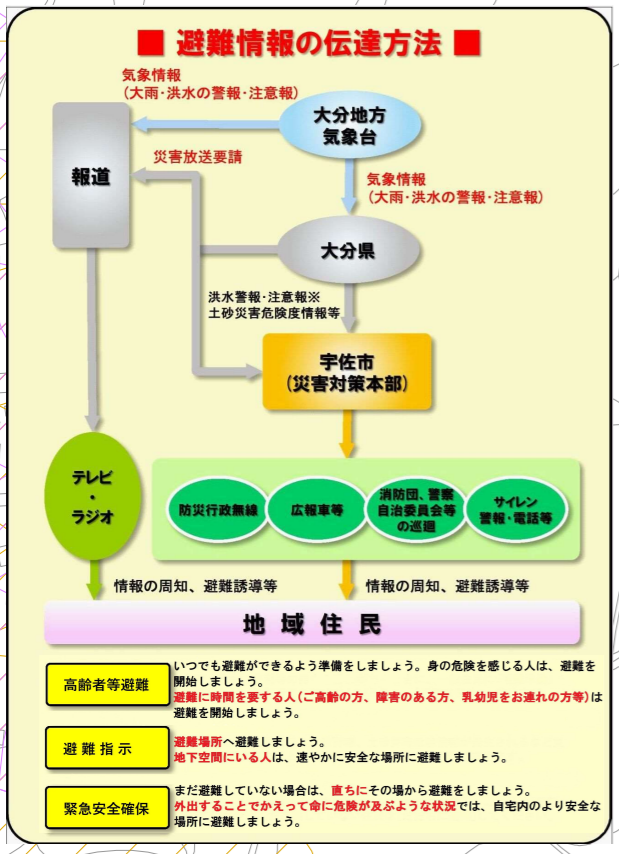 ■ 避難情報の伝達方法 ■
気象情報
（大雨・洪水の警報・注意報）
大分地方
気象台
報道
災害放送要請
気象情報
（大雨・洪水の警報・注意報）
大分県
洪水警報・注意報※
土砂災害危険度情報等
宇佐市
（災害対策本部）
テレビ
・
ラジオ
防災行政無線
広報車等
消防団、警察
自治委員会等
の巡廻
サイレン
警報・電話等
情報の周知、避難誘導等
情報の周知、避難誘導等
地域住民
高齢者等避難
いつでも避難ができるよう準備をしましょう。身の危険を感じる人は、避難を
開始しましょう。
避難に時間を要する人（ご高齢の方、障害のある方、乳幼児をお連れの方等）は
避難を開始しましょう。
避難指示
避難場所へ避難しましょう。
地下空間にいる人は、速やかに安全な場所に避難しましょう。
緊急安全確保
まだ避難していない場合は、直ちにその場から避難をしましょう。
外出することでかえって命に危険が及ぶような状況では、自宅内のより安全な
場所に避難しましょう。